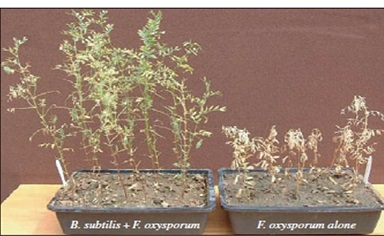 B. subtilis + F. oxysporum
F. oxysporum alone